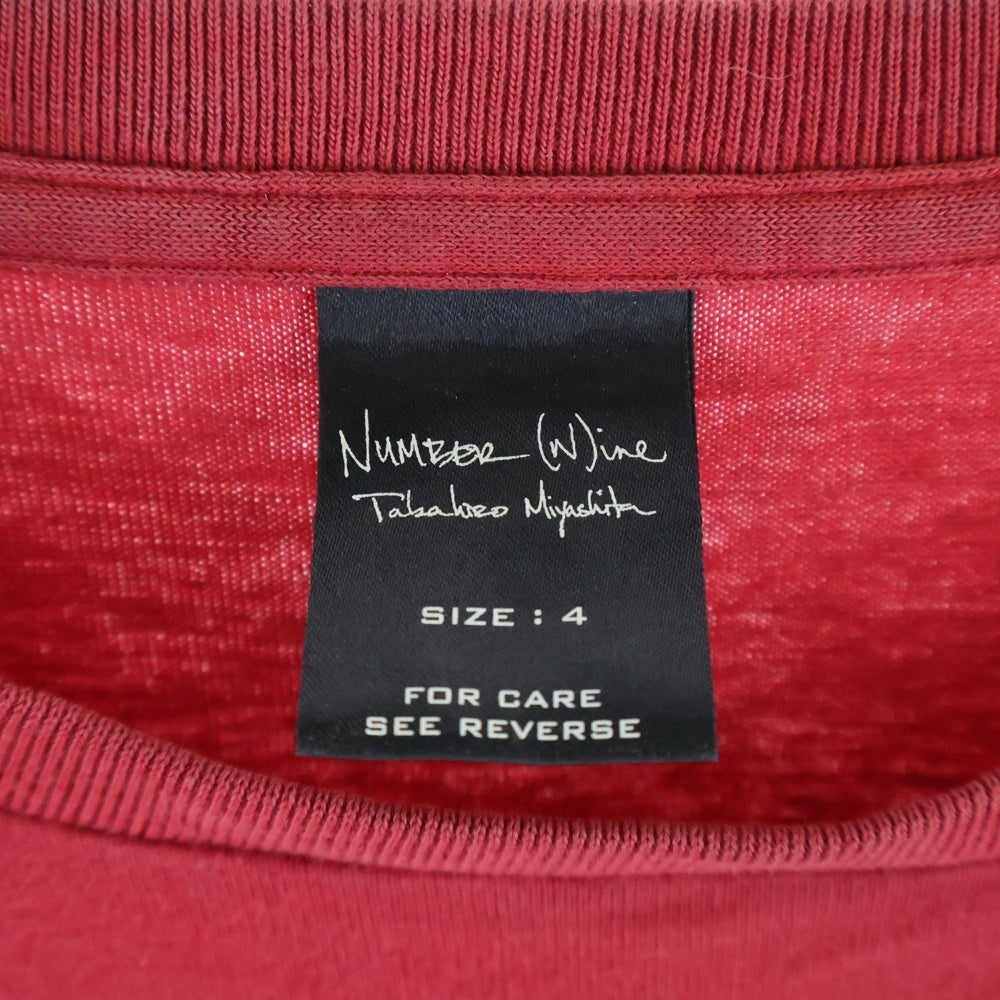 NUMBER (N)ine
Takahiro Miyashita
SIZE : 4
FOR CARE
SEE REVERSE